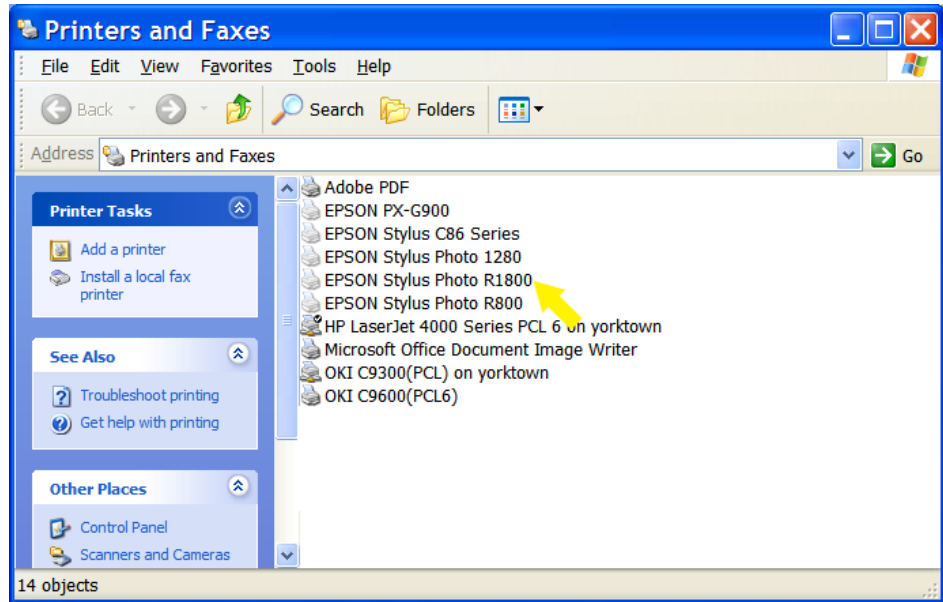 Printers and Faxes
File Edit View Favorites Tools Help
Back Search Folders
Address Printers and Faxes Go
Printer Tasks
Add a printer
Install a local fax
printer
See Also
Troubleshoot printing
Get help with printing
Other Places
Control Panel
Scanners and Cameras
Adobe PDF
EPSON PX-G900
EPSON Stylus C86 Series
EPSON Stylus Photo 1280
EPSON Stylus Photo R1800
EPSON Stylus Photo R800
HP LaserJet 4000 Series PCL 6 on yorktown
Microsoft Office Document Image Writer
OKI C9300(PCL) on yorktown
OKI C9600(PCL6)
14 objects